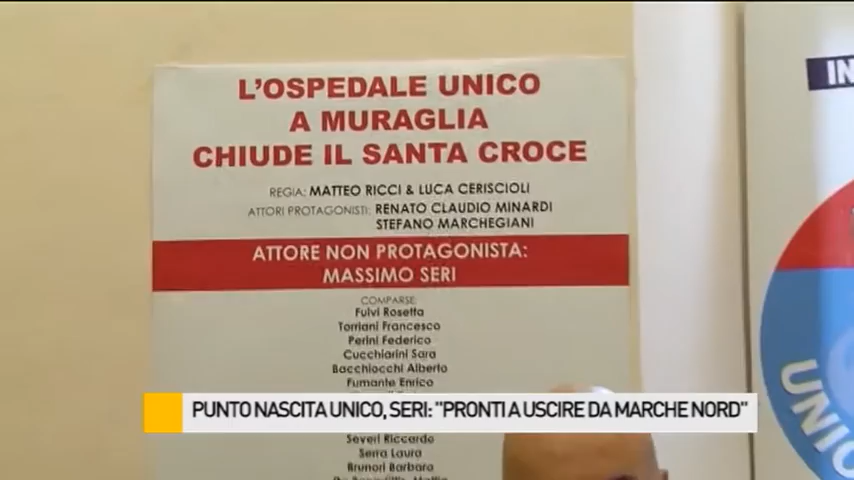 L'OSPEDALE UNICO
A MURAGLIA
CHIUDE IL SANTA CROCE
REGIA: MATTEO RICCI & LUCA CERISCIOLI
ATTORI PROTAGONISTI: RENATO CLAUDIO MINARDI
STEFANO MARCHEGIANI
ATTORE NON PROTAGONISTA:
MASSIMO SERI
COMPARSE:
Fulvi Rosetta
Torriani Francesco
Perini Federico
Cucchiarini Sara
Bacchiocchi Alberto
Fumante Enrico
PUNTO NASCITA UNICO, SERI: "PRONTI A USCIRE DA MARCHE NORD"
Severi Riccardo
Serra Laura
Brunori Barbara
IN
UNIO